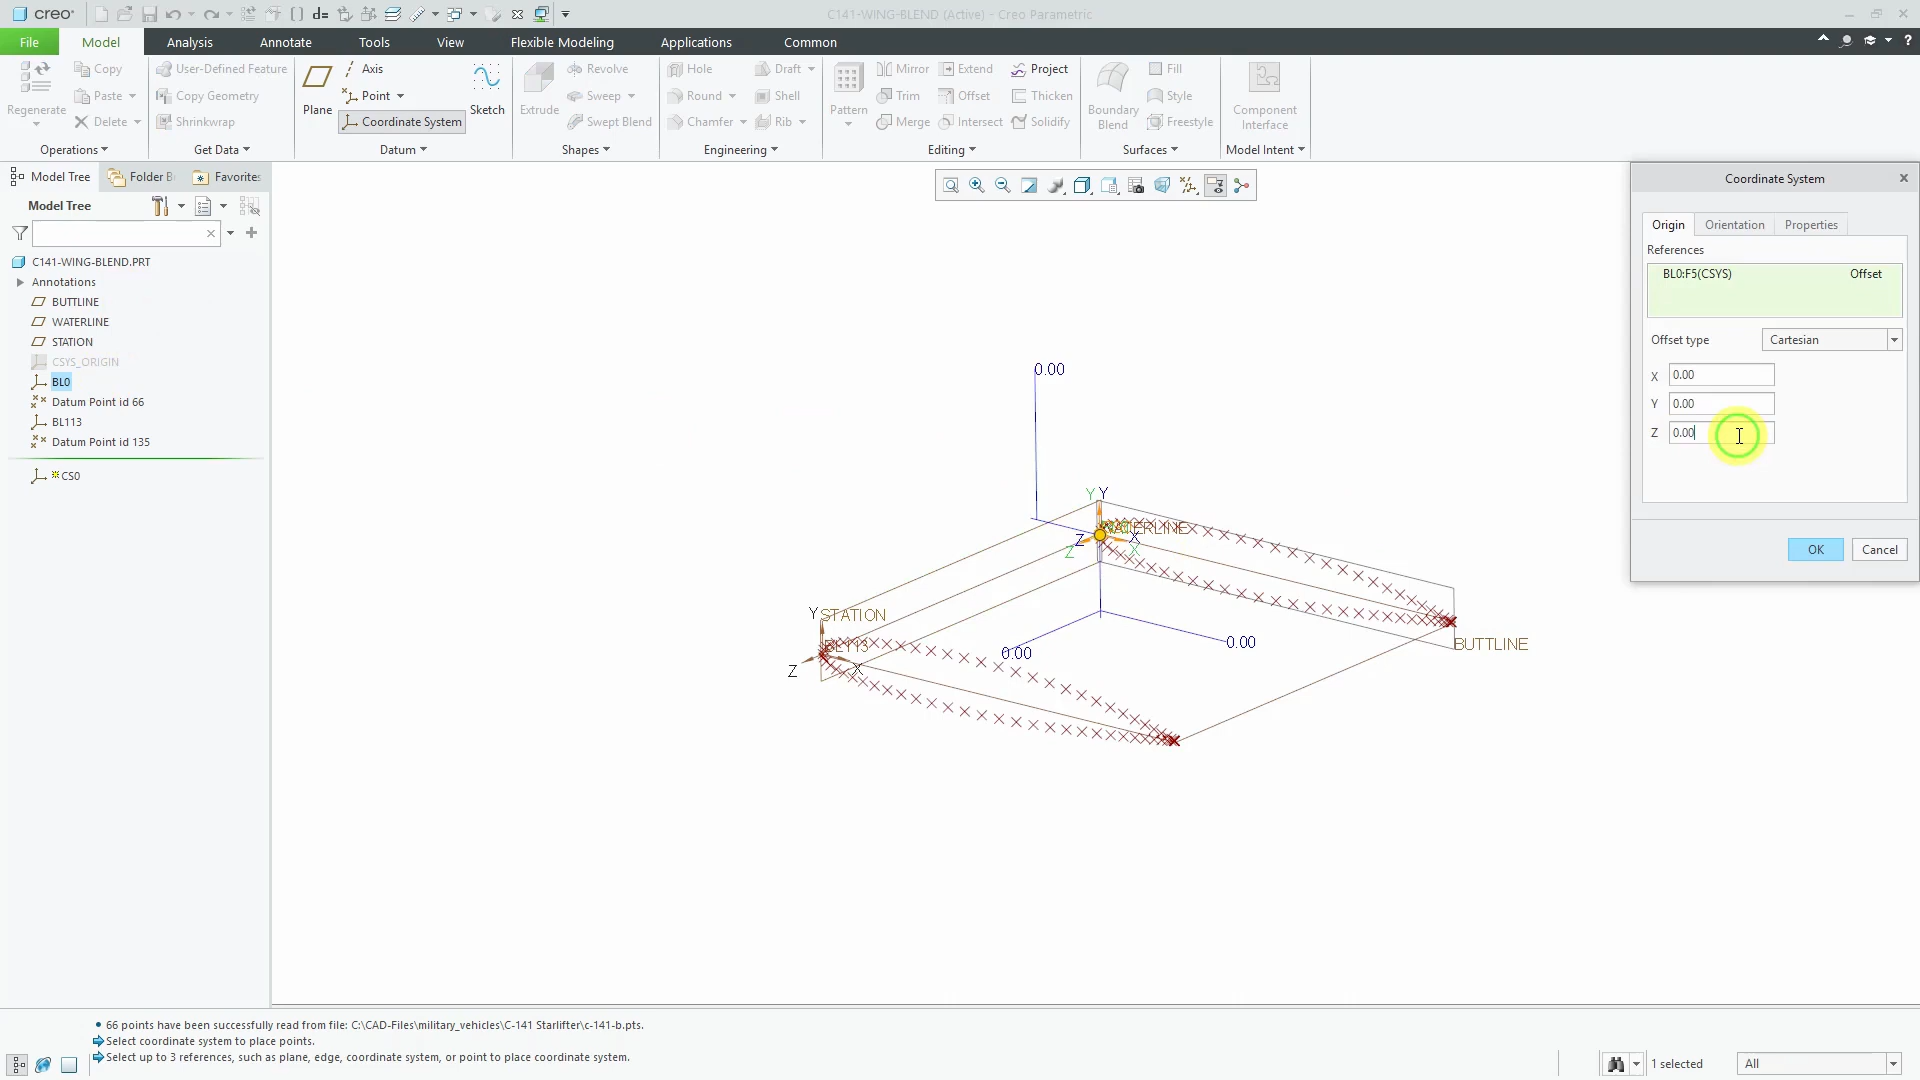 creo
C141-WING-BLEND (Active) - Creo Parametric
File Model Analysis Annotate Tools View Flexible Modeling Applications Common
Regenerate
Copy
Paste
Delete
Operations
User-Defined Feature
Copy Geometry
Shrinkwrap
Get Data
Plane
Axis
Point
Coordinate System
Sketch
Datum
Extrude
Revolve
Sweep
Swept Blend
Shapes
Hole
Round
Chamfer
Draft
Shell
Rib
Engineering
Pattern
Mirror
Trim
Merge
Extend
Offset
Intersect
Project
Thicken
Solidify
Editing
Boundary
Blend
Fill
Style
Freestyle
Surfaces
Component
Interface
Model Intent
Model Tree Folder B Favorites
Model Tree
C141-WING-BLEND.PRT
Annotations
BUTTLINE
WATERLINE
STATION
CSYS_ORIGIN
BL0
Datum Point id 66
BL113
Datum Point id 135
CS0
0.00
Y Y
WATERLINE
Z X
Z X
Y STATION
BL113
Z X
0.00
0.00
BUTTLINE
Coordinate System
Origin Orientation Properties
References
BL0:F5(CSYS) Offset
Offset type Cartesian
X 0.00
Y 0.00
Z 0.00
OK Cancel
• 66 points have been successfully read from file: C:\CAD-Files\military_vehicles\C-141 Starlifter\c-141-b.pts.
Select coordinate system to place points.
Select up to 3 references, such as plane, edge, coordinate system, or point to place coordinate system.
1 selected
All